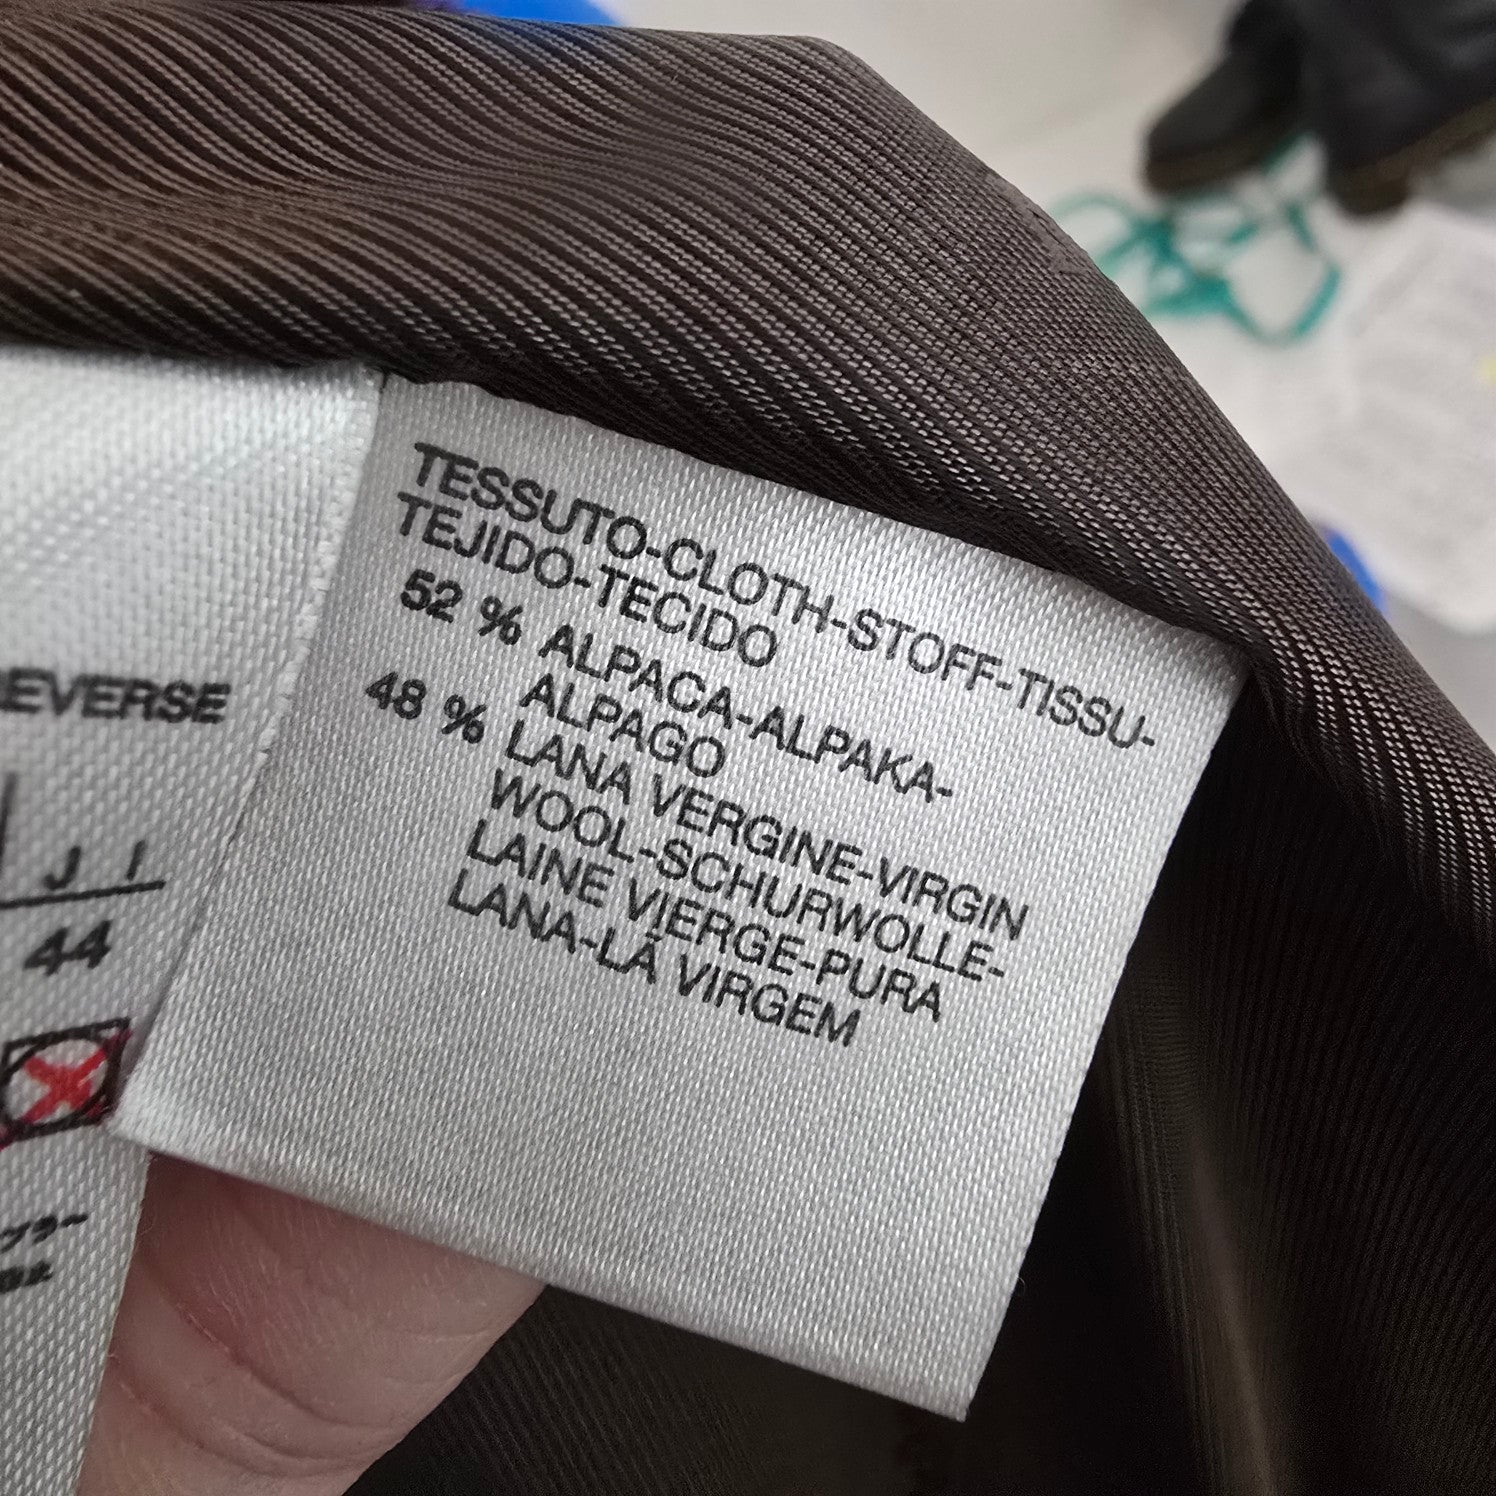 TESSUTO-CLOTH-STOFF-TISSU-
TEJIDO-TECIDO
52 % ALPACA-ALPAKA-
ALPAGO
48 % LANA VERGINE-VIRGIN
WOOL-SCHURWOLLE-
LAINE VIERGE-PURA
LANA-LÃ VIRGEM
EVERSE
J I
44